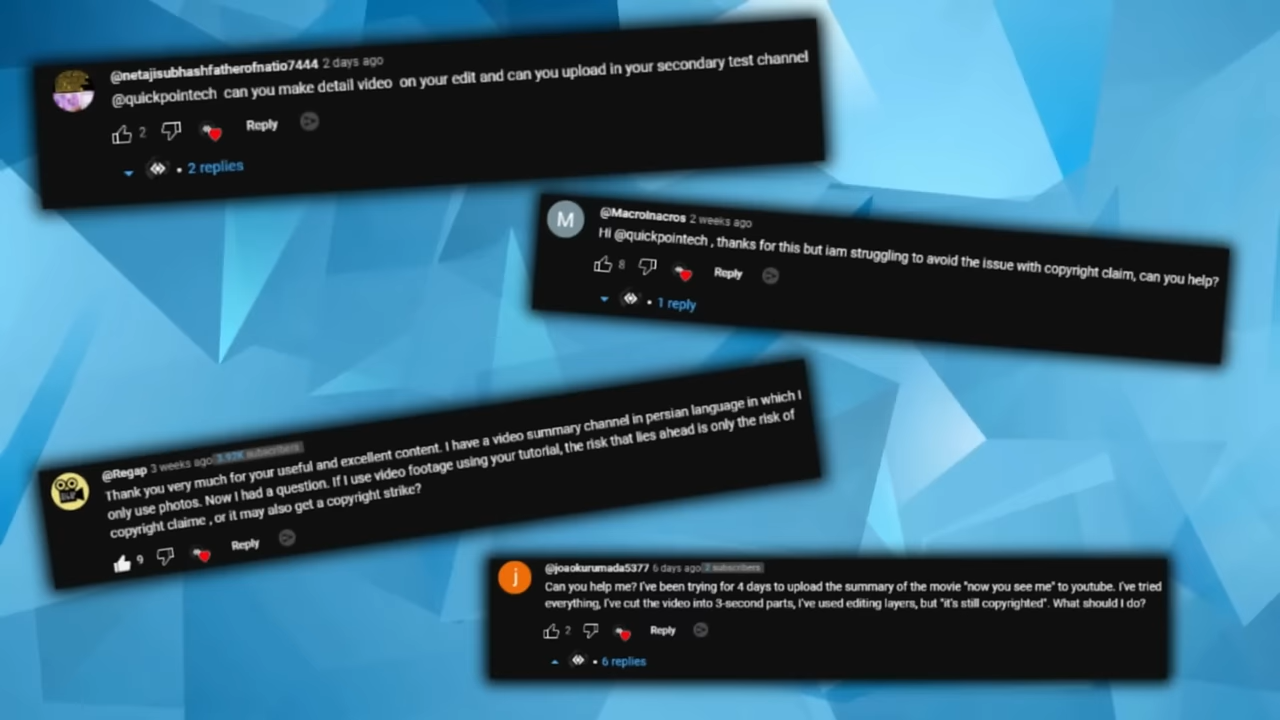 @netajisubhashfatherofnatio7444 2 days ago
@quickpointech can you make detail video on your edit and can you upload in your secondary test channel
2
Reply
2 replies
M
@MacroInacros 2 weeks ago
Hi @quickpointech , thanks for this but iam struggling to avoid the issue with copyright claim, can you help?
8
Reply
1 reply
@Regap 3 weeks ago 3.97K subscribers
Thank you very much for your useful and excellent content. I have a video summary channel in persian language in which I
only use photos. Now I had a question. If I use video footage using your tutorial, the risk that lies ahead is only the risk of
copyright claime , or it may also get a copyright strike?
9
Reply
j
@joaokurumada5377 6 days ago 2 subscribers
Can you help me? I've been trying for 4 days to upload the summary of the movie "now you see me" to youtube. I've tried
everything, I've cut the video into 3-second parts, I've used editing layers, but "it's still copyrighted". What should I do?
2
Reply
6 replies